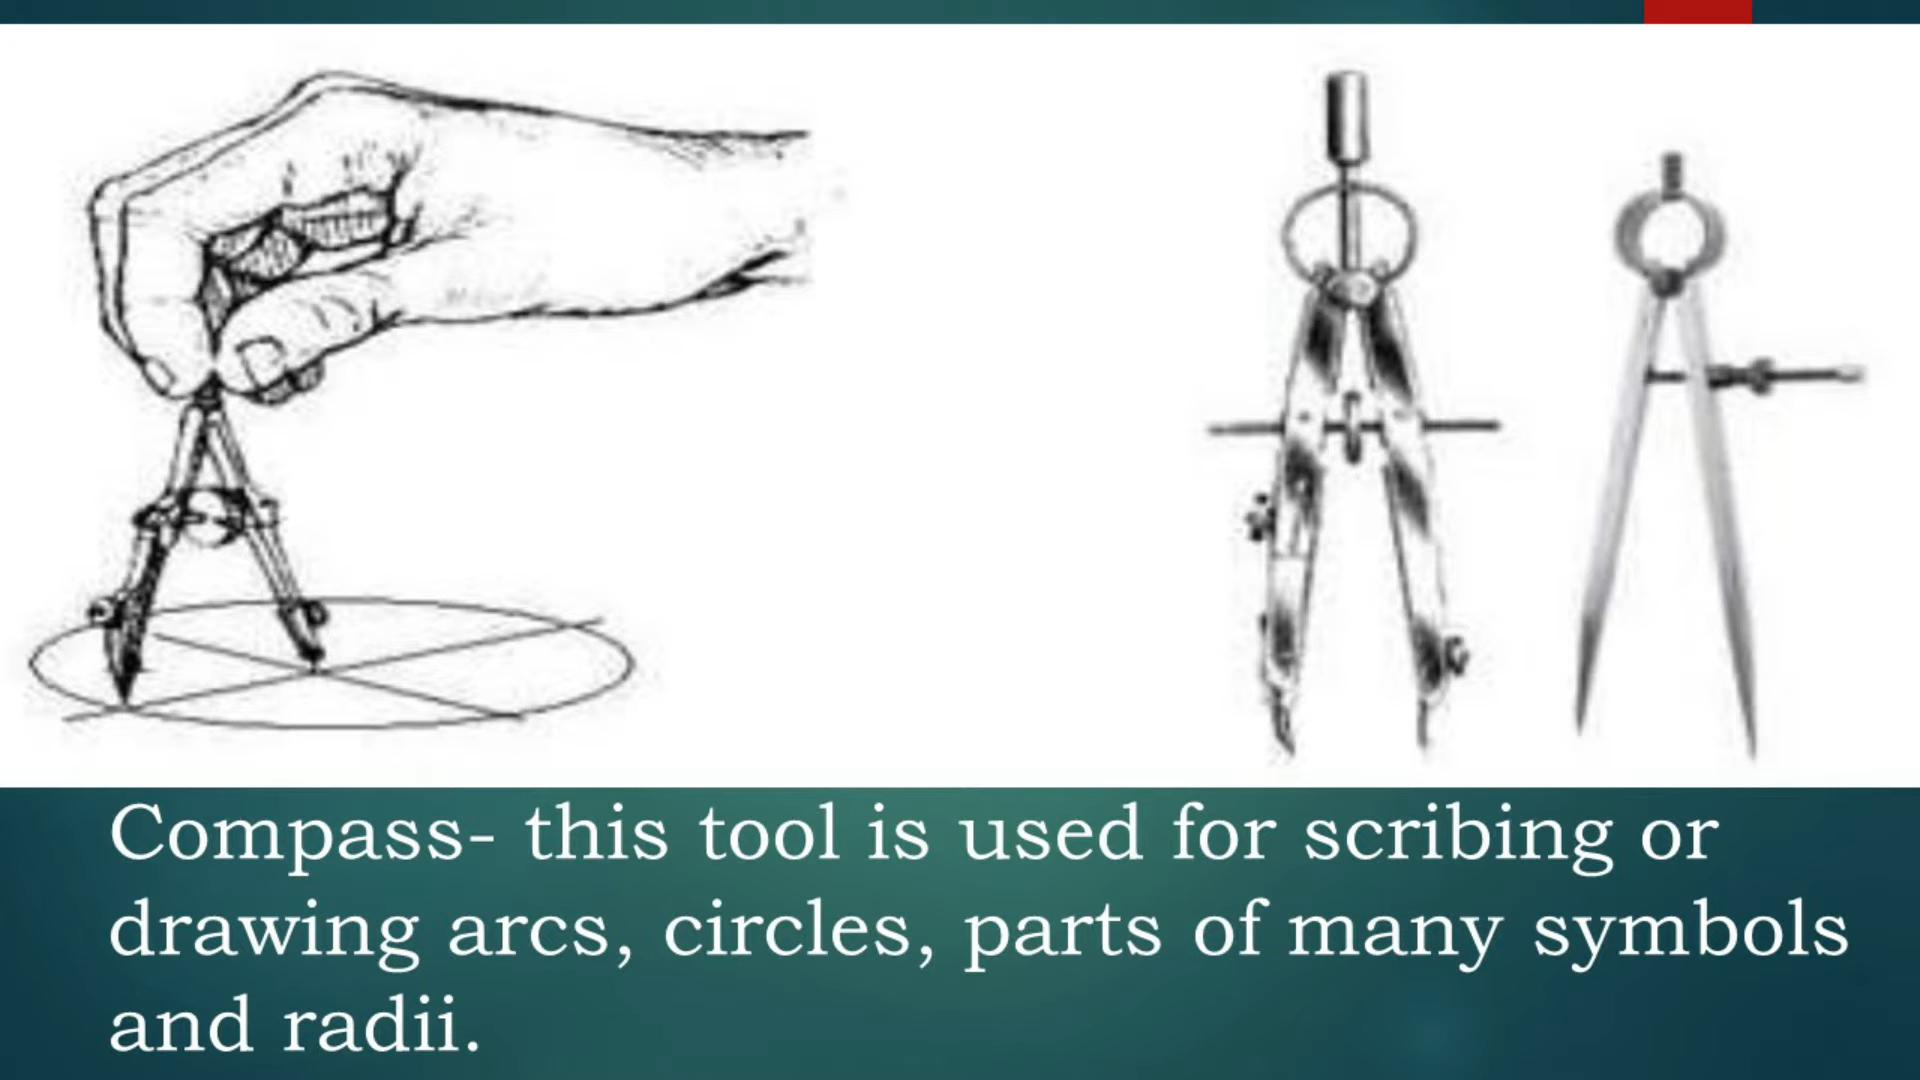 Compass- this tool is used for scribing or
drawing arcs, circles, parts of many symbols
and radii.